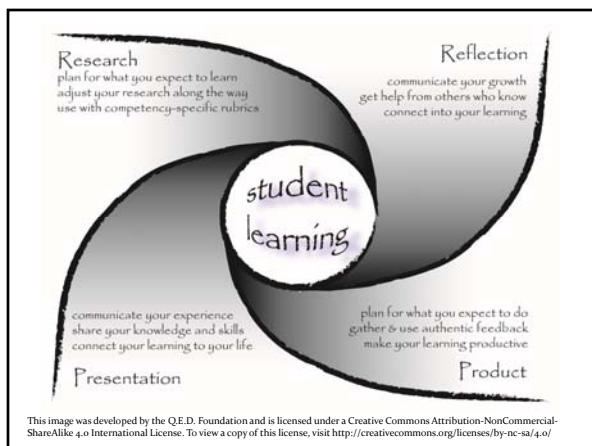 Research
plan for what you expect to learn
adjust your research along the way
use with competency-specific rubrics
Reflection
communicate your growth
get help from others who know
connect into your learning
student
learning
communicate your experience
share your knowledge and skills
connect your learning to your life
Presentation
plan for what you expect to do
gather & use authentic feedback
make your learning productive
Product
This image was developed by the Q.E.D. Foundation and is licensed under a Creative Commons Attribution-NonCommercial-
ShareAlike 4.0 International License. To view a copy of this license, visit http://creativecommons.org/licenses/by-nc-sa/4.0/